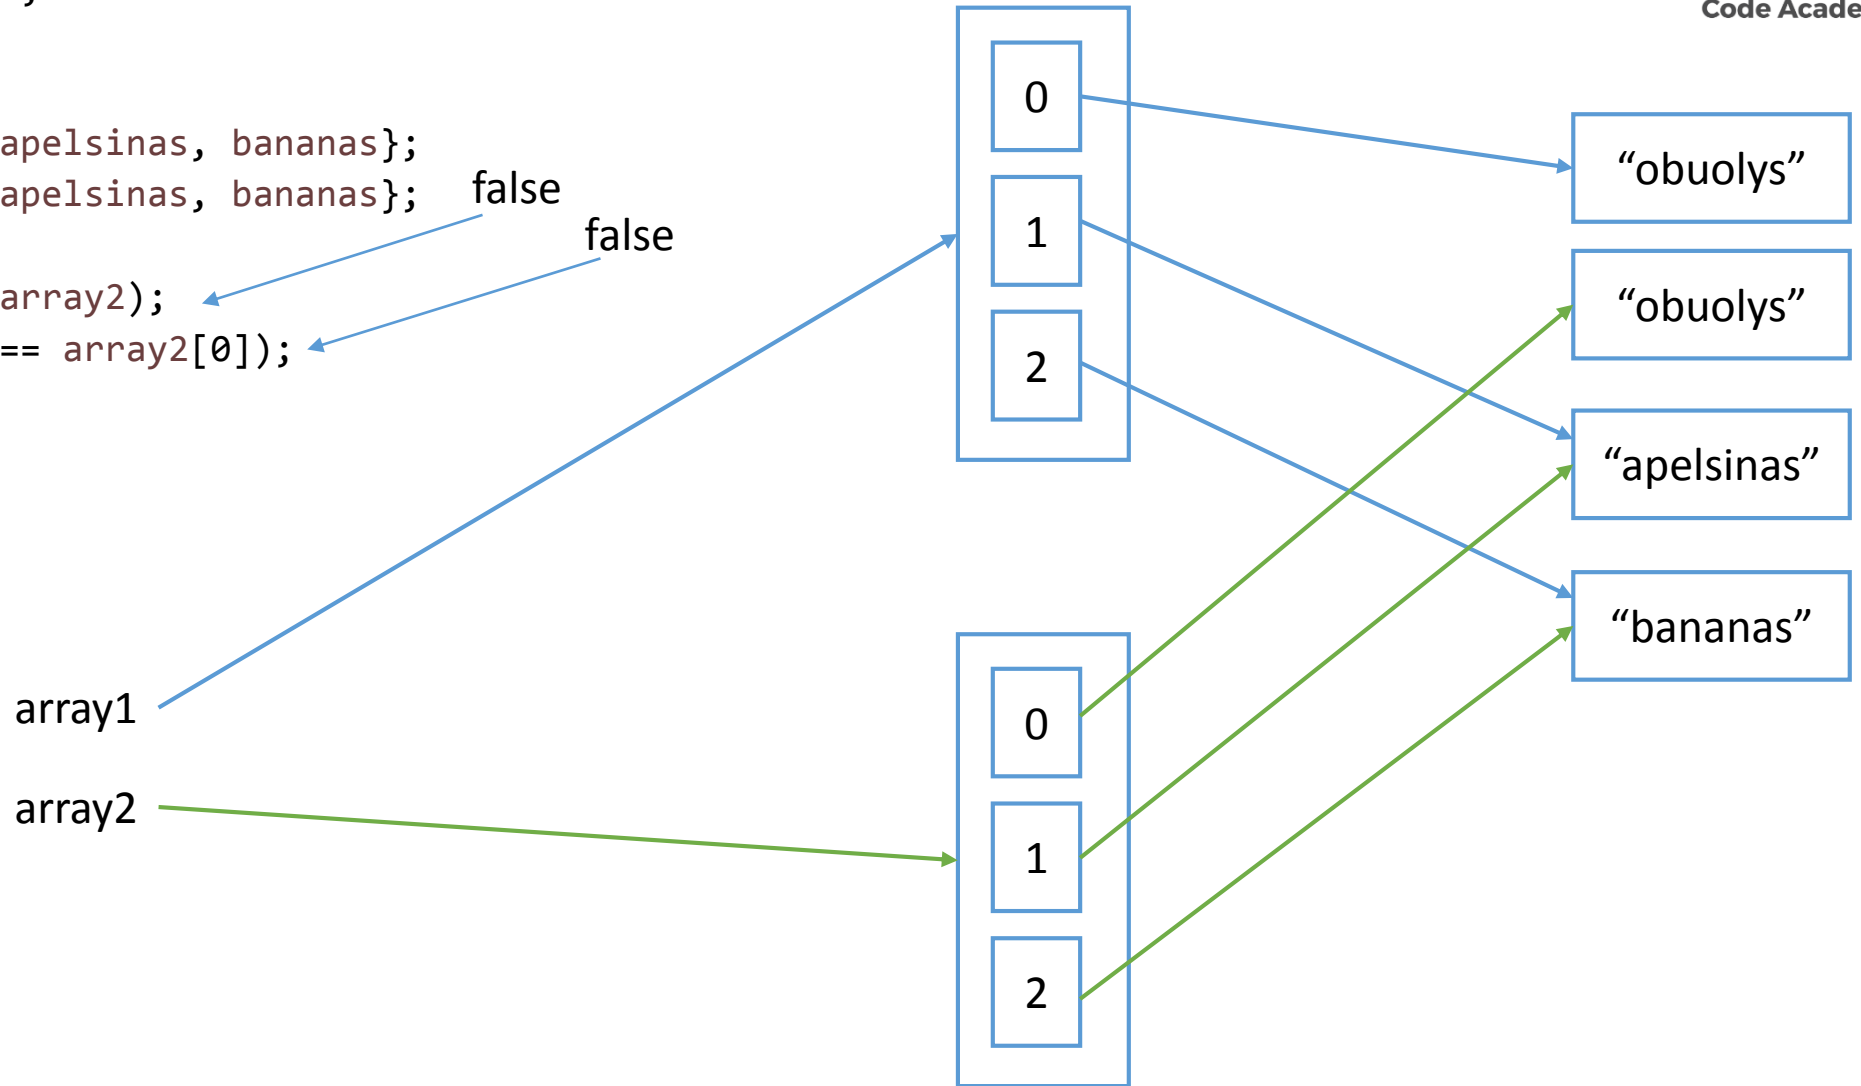 Code Acade
apelsinas, bananas};
apelsinas, bananas};
false
false
array2);
== array2[0]);
0
1
2
“obuolys”
“obuolys”
“apelsinas”
“bananas”
array1
array2
0
1
2